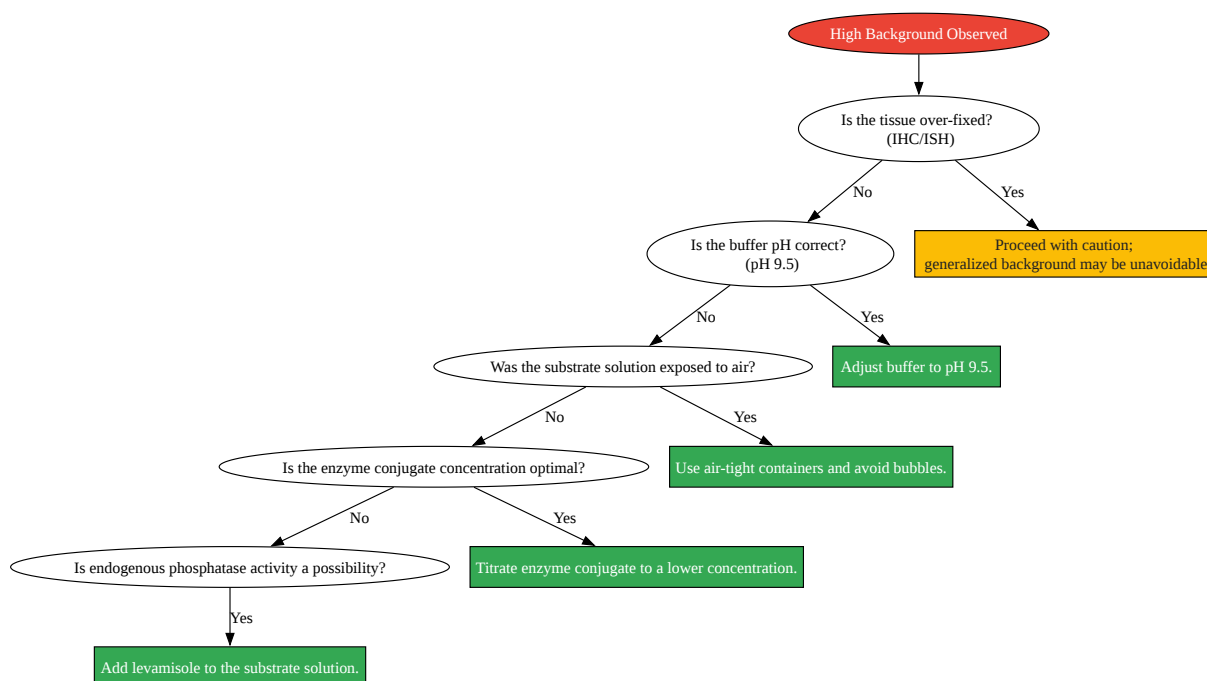 High Background Observed
Is the tissue over-fixed?
(IHC/ISH)
No
Yes
Is the buffer pH correct?
(pH 9.5)
Proceed with caution;
generalized background may be unavoidable
No
Yes
Was the substrate solution exposed to air?
Adjust buffer to pH 9.5.
No
Yes
Is the enzyme conjugate concentration optimal?
Use air-tight containers and avoid bubbles.
No
Yes
Is endogenous phosphatase activity a possibility?
Titrate enzyme conjugate to a lower concentration.
Yes
Add levamisole to the substrate solution.